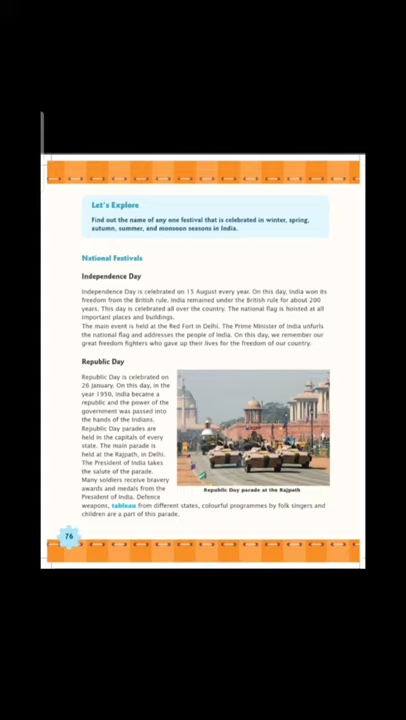 Let's Explore
Find out the name of any one festival that is celebrated in winter, spring,
autumn, summer, and monsoon seasons in India.
National Festivals
Independence Day
Independence Day is celebrated on 15 August every year. On this day, India won its
freedom from the British rule. India remained under the British rule for about 200
years. This day is celebrated all over the country. The national flag is hoisted at all
important places and buildings.
The main event is held at the Red Fort in Delhi. The Prime Minister of India unfurls
the national flag and addresses the people of India. On this day, we remember our
great freedom fighters who gave up their lives for the freedom of our country.
Republic Day
Republic Day is celebrated on
26 January. On this day, in the
year 1950, India became a
republic and the power of the
government was passed into
the hands of the Indians.
Republic Day parades are
held in the capitals of every
state. The main parade is
held at the Rajpath, in Delhi.
The President of India takes
the salute of the parade.
Many soldiers receive bravery
awards and medals from the
President of India. Defence
weapons, tableau from different states, colourful programmes by folk singers and
children are a part of this parade.
Republic Day parade at the Rajpath
76